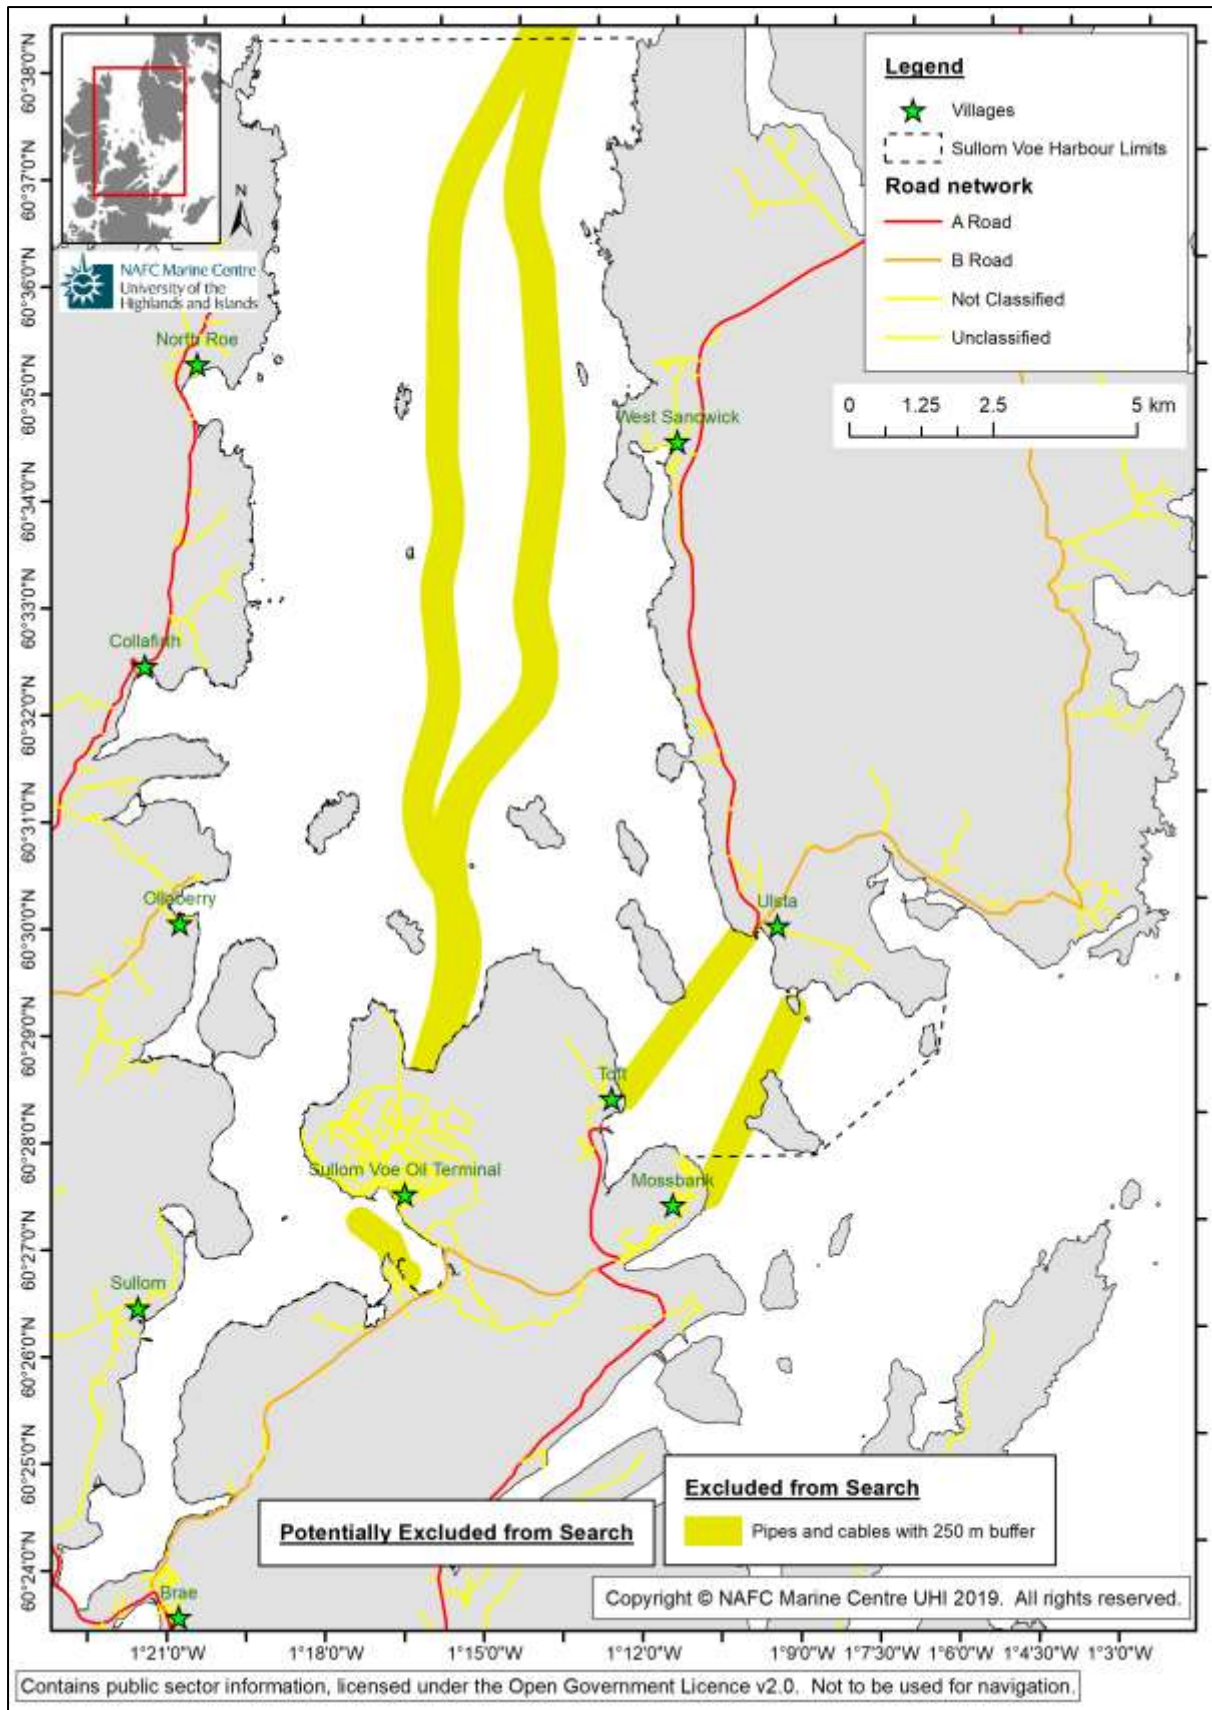 Legend
Villages
Sullom Voe Harbour Limits
Road network
A Road
B Road
Not Classified
Unclassified
0 1.25 2.5 5 km
N
NAFC Marine Centre
University of the
Highlands and Islands
North Roe
West Sandwick
Collafirth
Ollaberry
Ulsta
Toft
Sullom Voe Oil Terminal
Mossbank
Sullom
Brae
60°38'0"N
60°37'0"N
60°36'0"N
60°35'0"N
60°34'0"N
60°33'0"N
60°32'0"N
60°31'0"N
60°30'0"N
60°29'0"N
60°28'0"N
60°27'0"N
60°26'0"N
60°25'0"N
60°24'0"N
Potentially Excluded from Search
Excluded from Search
Pipes and cables with 250 m buffer
Copyright © NAFC Marine Centre UHI 2019. All rights reserved.
1°21'0"W 1°18'0"W 1°15'0"W 1°12'0"W 1°9'0"W 1°7'30"W 1°6'0"W 1°4'30"W 1°3'0"W
Contains public sector information, licensed under the Open Government Licence v2.0. Not to be used for navigation.